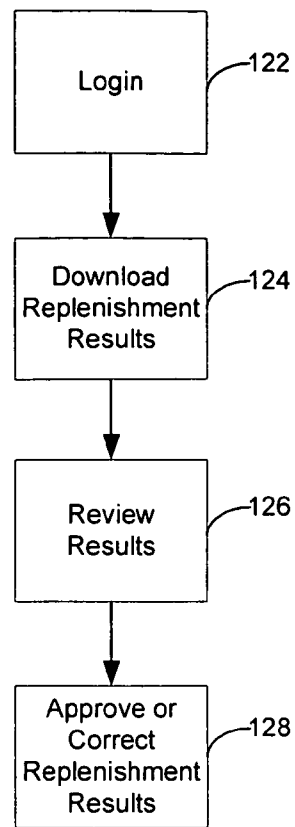 Login
122
Download
Replenishment
Results
124
Review
Results
126
Approve or
Correct
Replenishment
Results
128